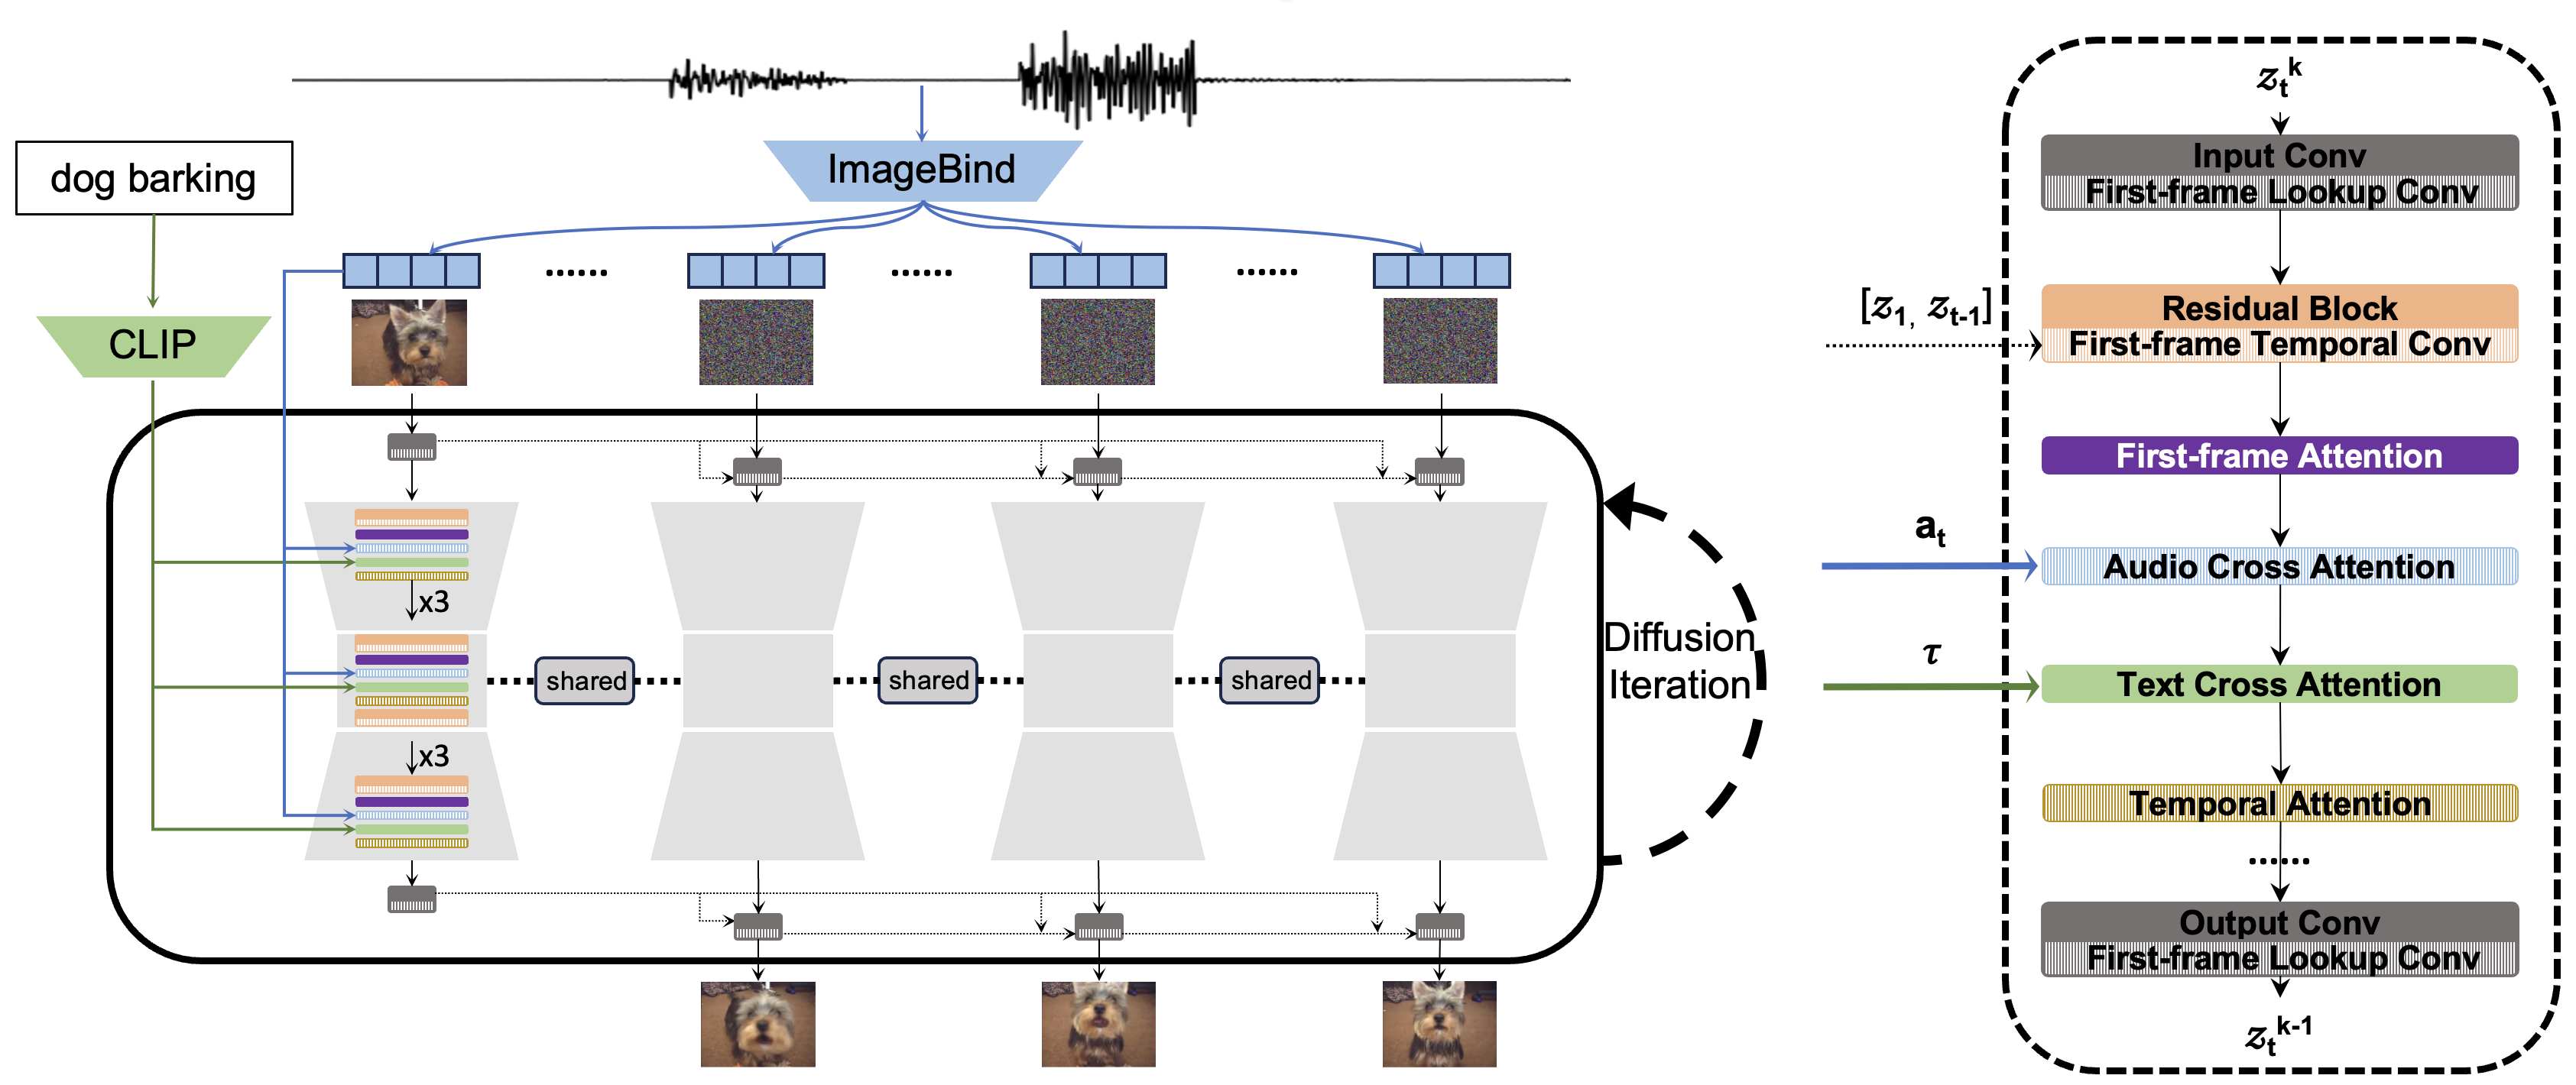 dog barking
ImageBind
CLIP
......
......
......
x3
shared
shared
shared
x3
Diffusion
Iteration
z_t^k
Input Conv
First-frame Lookup Conv
[z_1, z_t-1]
Residual Block
First-frame Temporal Conv
First-frame Attention
a_t
Audio Cross Attention
τ
Text Cross Attention
Temporal Attention
......
Output Conv
First-frame Lookup Conv
z_t^k-1